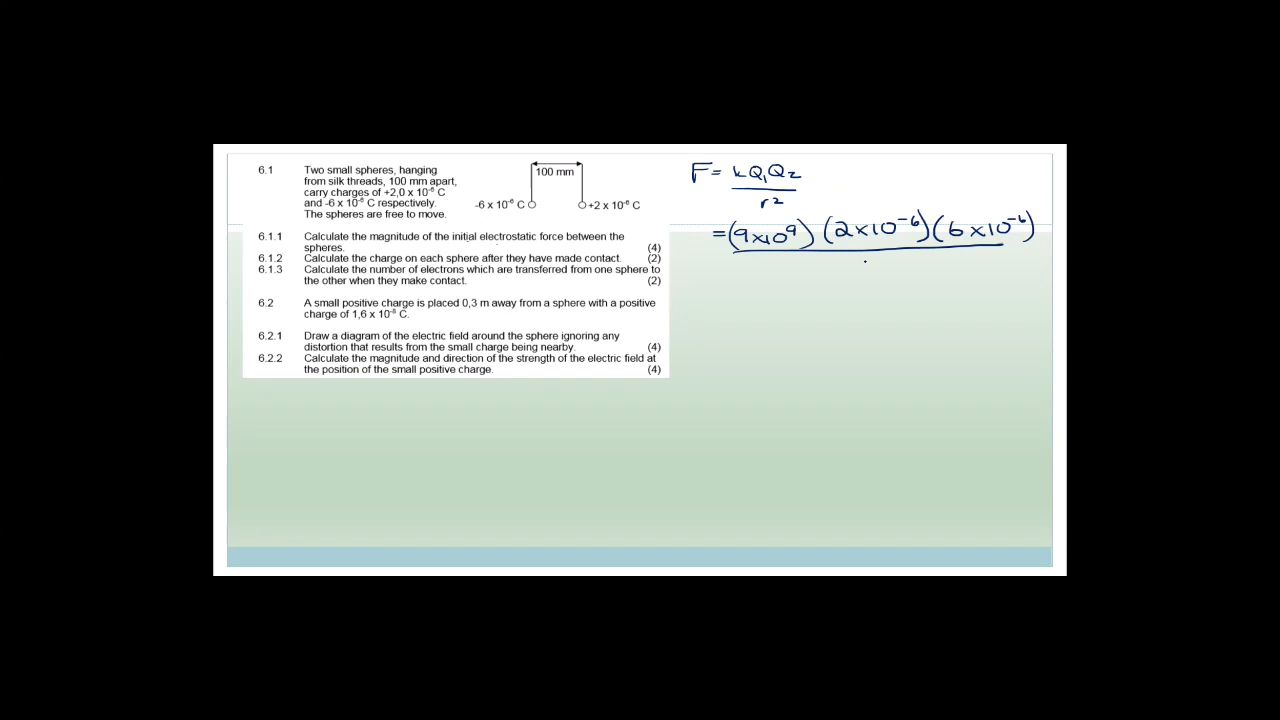 6.1 Two small spheres, hanging
from silk threads, 100 mm apart,
carry charges of +2,0 x 10⁻⁶ C
and -6 x 10⁻⁶ C respectively.
The spheres are free to move.
100 mm
-6 x 10⁻⁶ C
+2 x 10⁻⁶ C
6.1.1 Calculate the magnitude of the initial electrostatic force between the
spheres. (4)
6.1.2 Calculate the charge on each sphere after they have made contact. (2)
6.1.3 Calculate the number of electrons which are transferred from one sphere to
the other when they make contact. (2)
6.2 A small positive charge is placed 0,3 m away from a sphere with a positive
charge of 1,6 x 10⁻⁸ C.
6.2.1 Draw a diagram of the electric field around the sphere ignoring any
distortion that results from the small charge being nearby. (4)
6.2.2 Calculate the magnitude and direction of the strength of the electric field at
the position of the small positive charge. (4)
F = kQ₁Q₂
r²
= (9x10⁹) (2x10⁻⁶)(6x10⁻⁶)